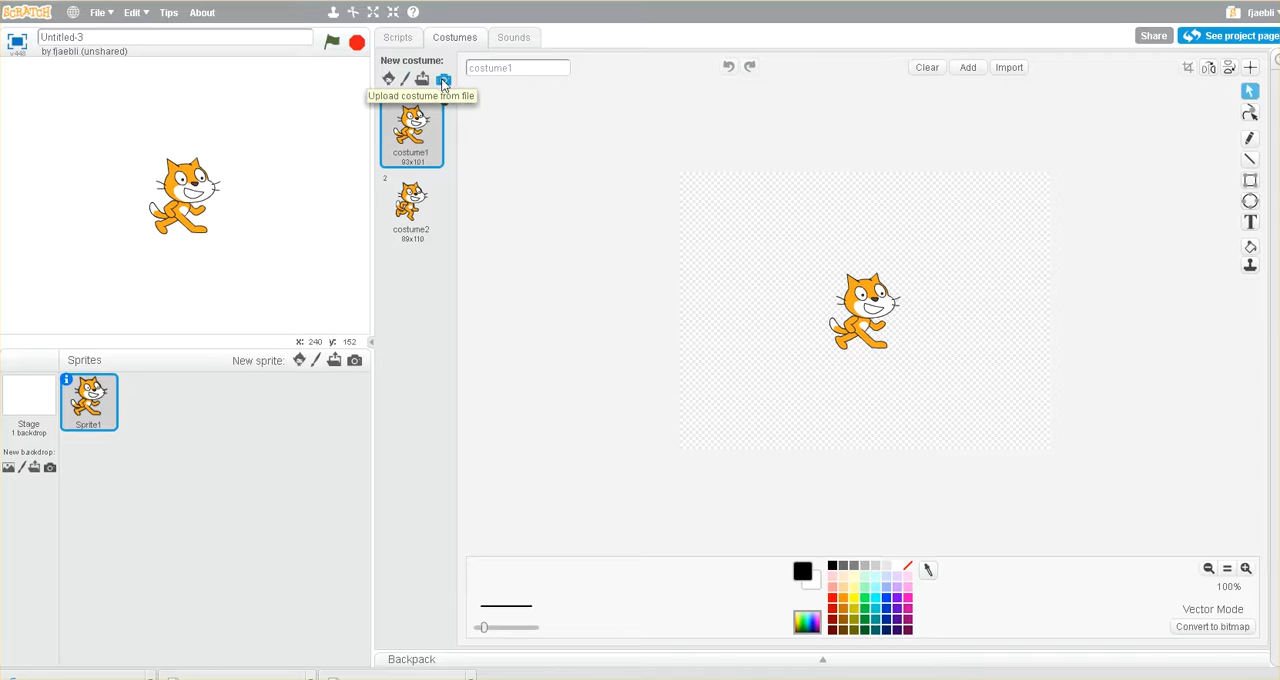 SCRATCH File Edit Tips About fjaebli
Untitled-3
by fjaebli (unshared)
v448
Scripts Costumes Sounds
Share See project page
New costume:
Upload costume from file
costume1
Clear Add Import
costume1
93x101
2
costume2
89x110
T
x: 240 y: 152
Sprites New sprite:
i
Sprite1
Stage
1 backdrop
New backdrop:
100%
Vector Mode
Convert to bitmap
Backpack